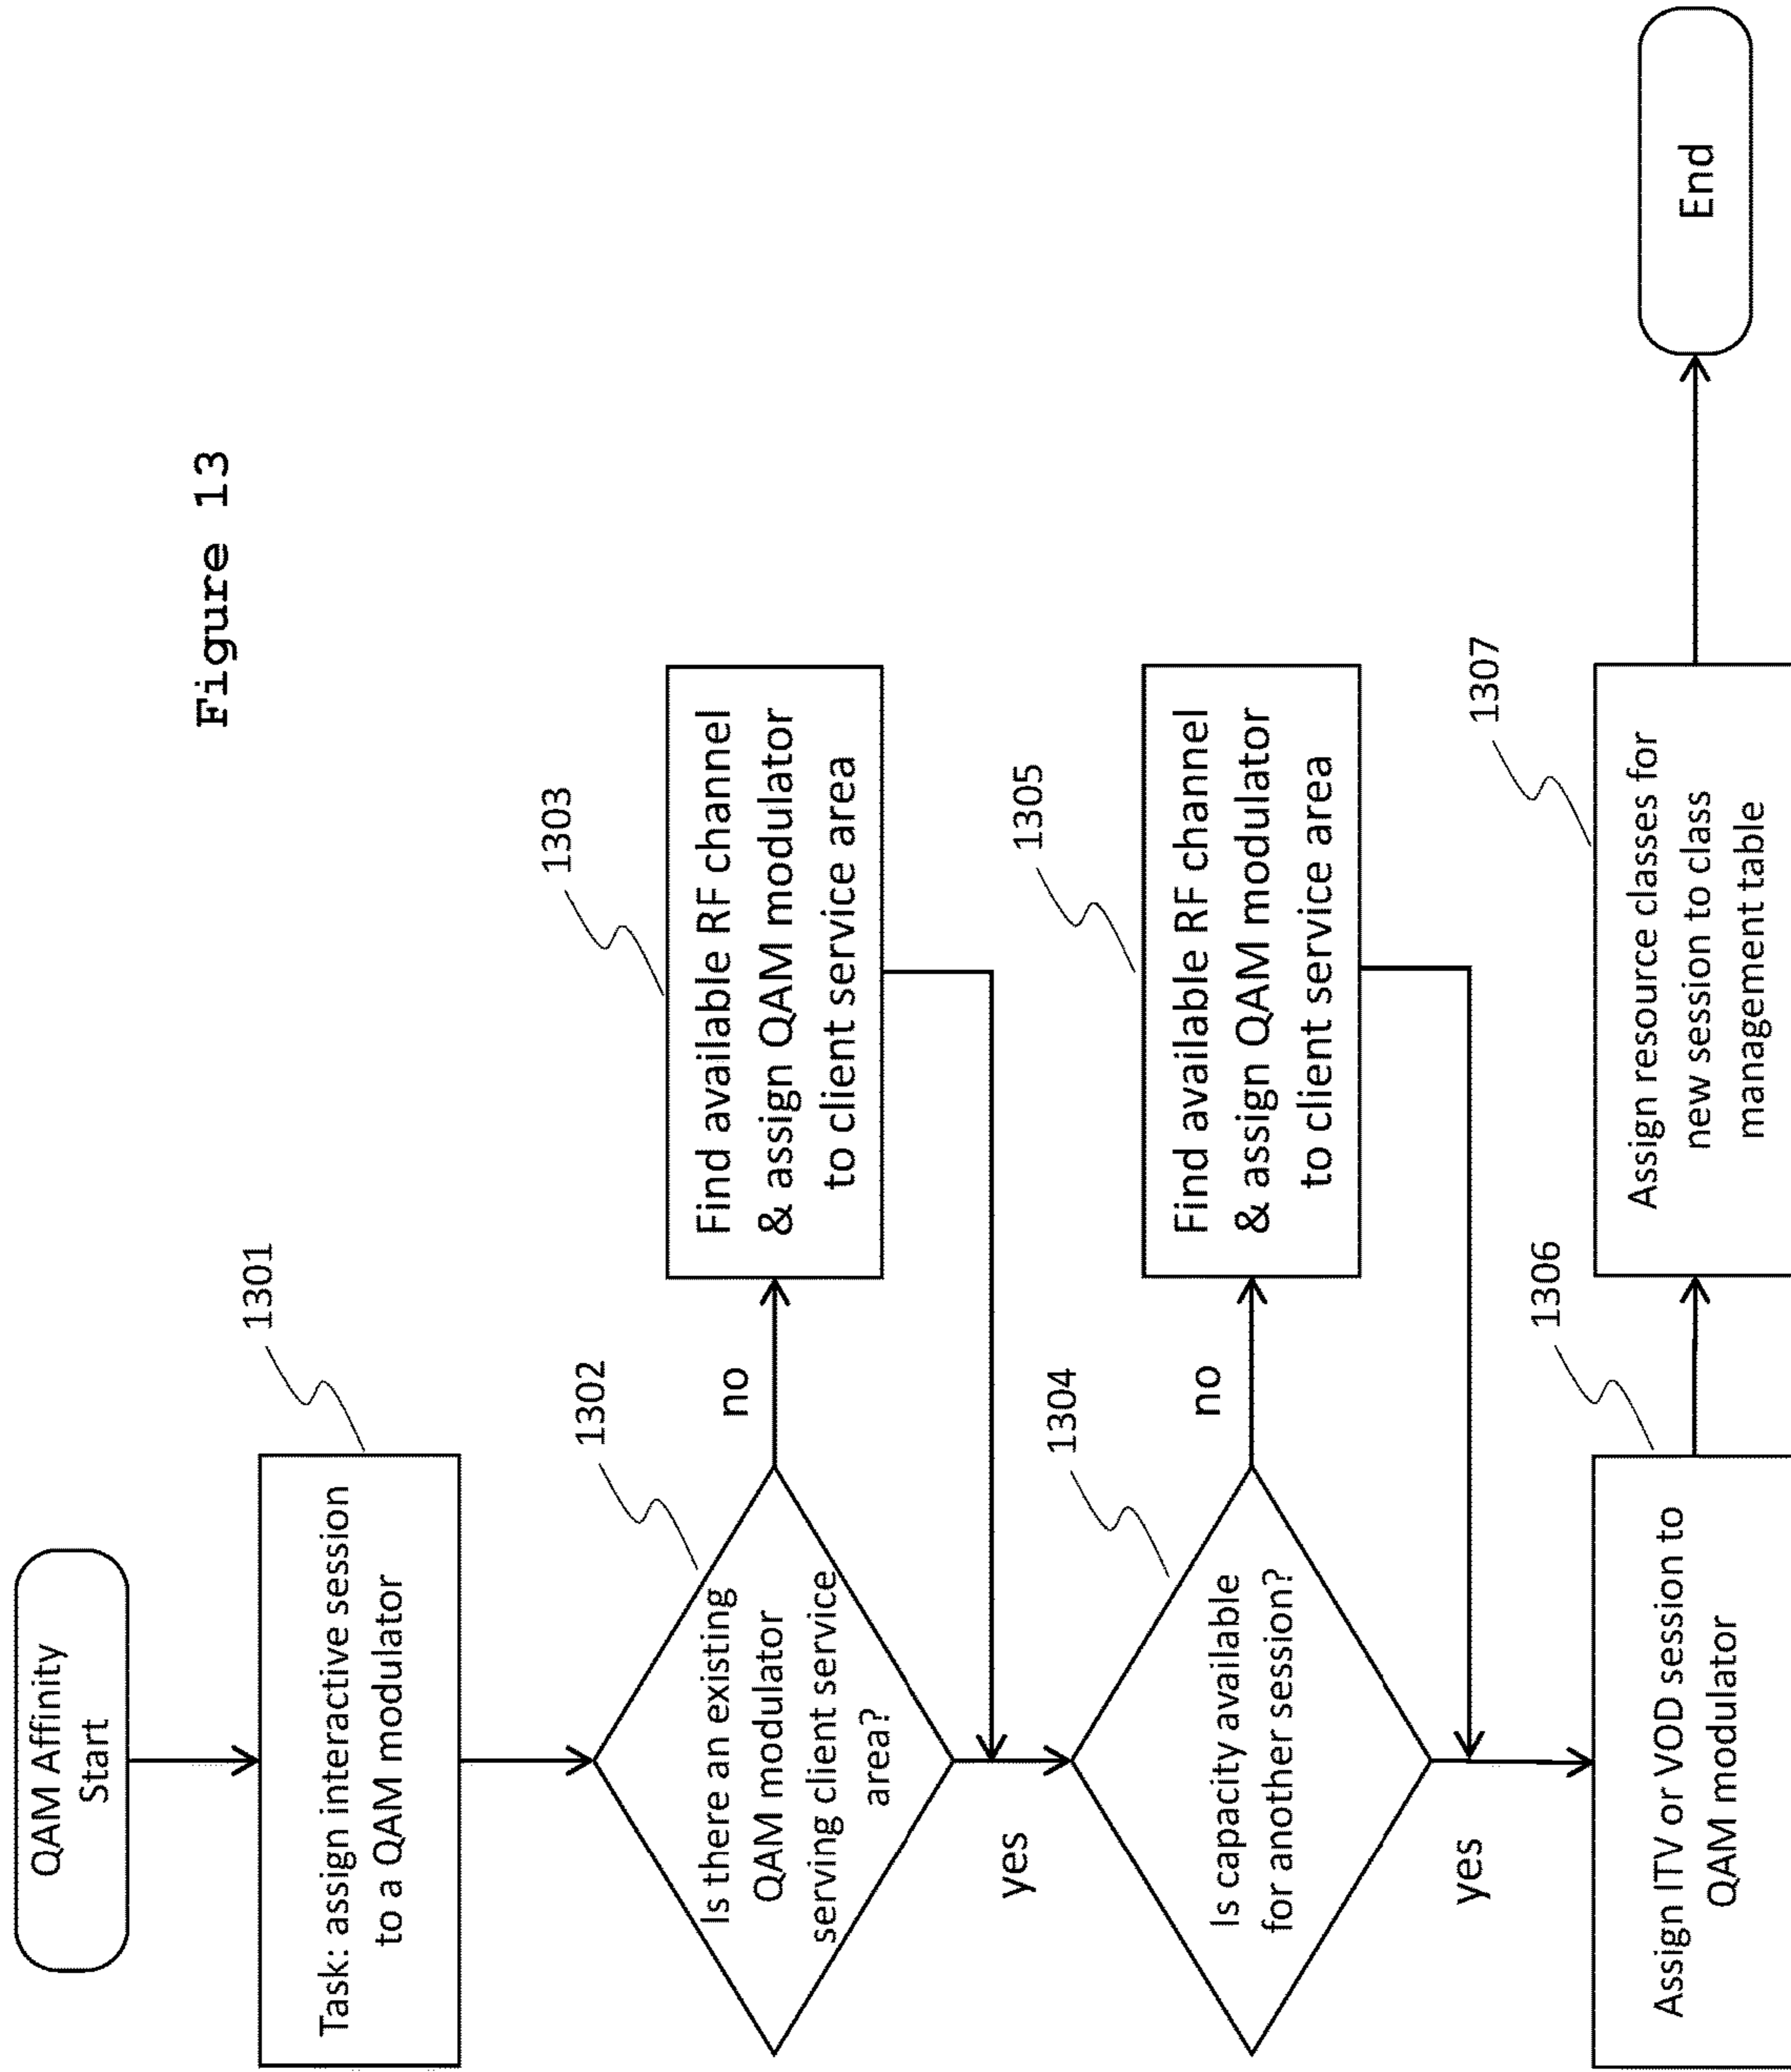 Figure 13
QAM Affinity
Start
1301
Task: assign interactive session
to a QAM modulator
1302
Is there an existing
QAM modulator
serving client service
area?
no
yes
1303
Find available RF channel
& assign QAM modulator
to client service area
1304
Is capacity available
for another session?
no
yes
1305
Find available RF channel
& assign QAM modulator
to client service area
1306
Assign ITV or VOD session to
QAM modulator
1307
Assign resource classes for
new session to class
management table
End